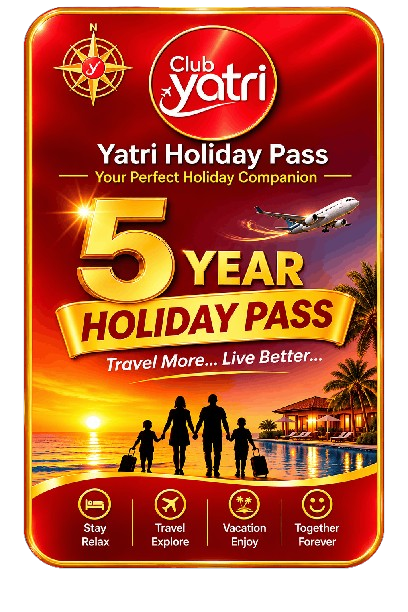 N
y
Club
yatri
Yatri Holiday Pass
Your Perfect Holiday Companion
5 YEAR
HOLIDAY PASS
Travel More... Live Better...
Stay
Relax
Travel
Explore
Vacation
Enjoy
Together
Forever